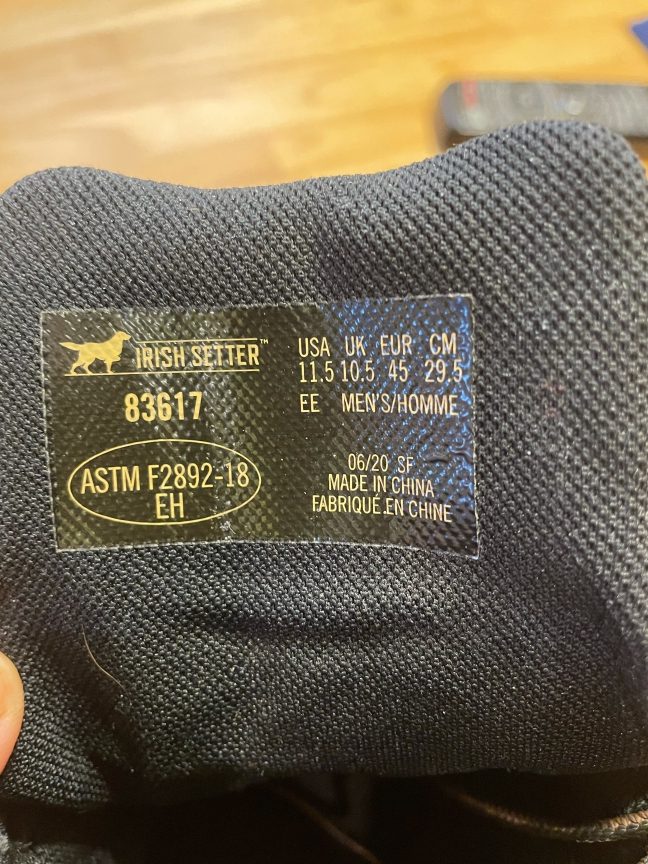 IRISH SETTER™
83617
ASTM F2892-18
EH
USA UK EUR CM
11.5 10.5 45 29.5
EE MEN'S/HOMME
06/20 SF
MADE IN CHINA
FABRIQUÉ EN CHINE